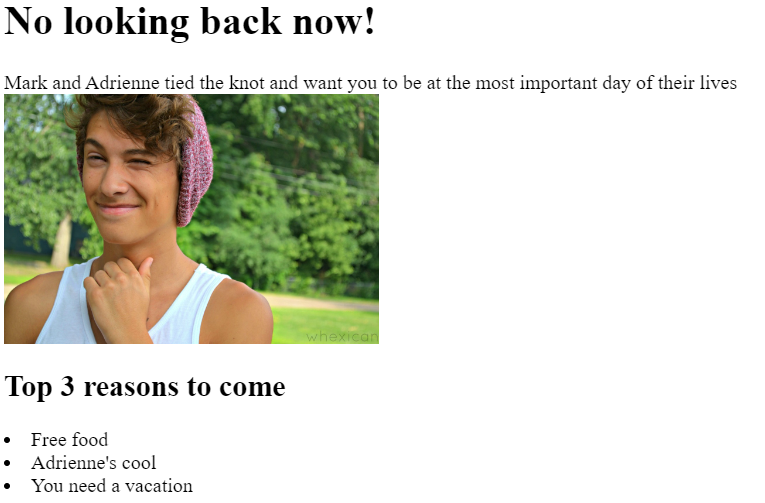 No looking back now!
Mark and Adrienne tied the knot and want you to be at the most important day of their lives
whexican
Top 3 reasons to come
Free food
Adrienne's cool
You need a vacation